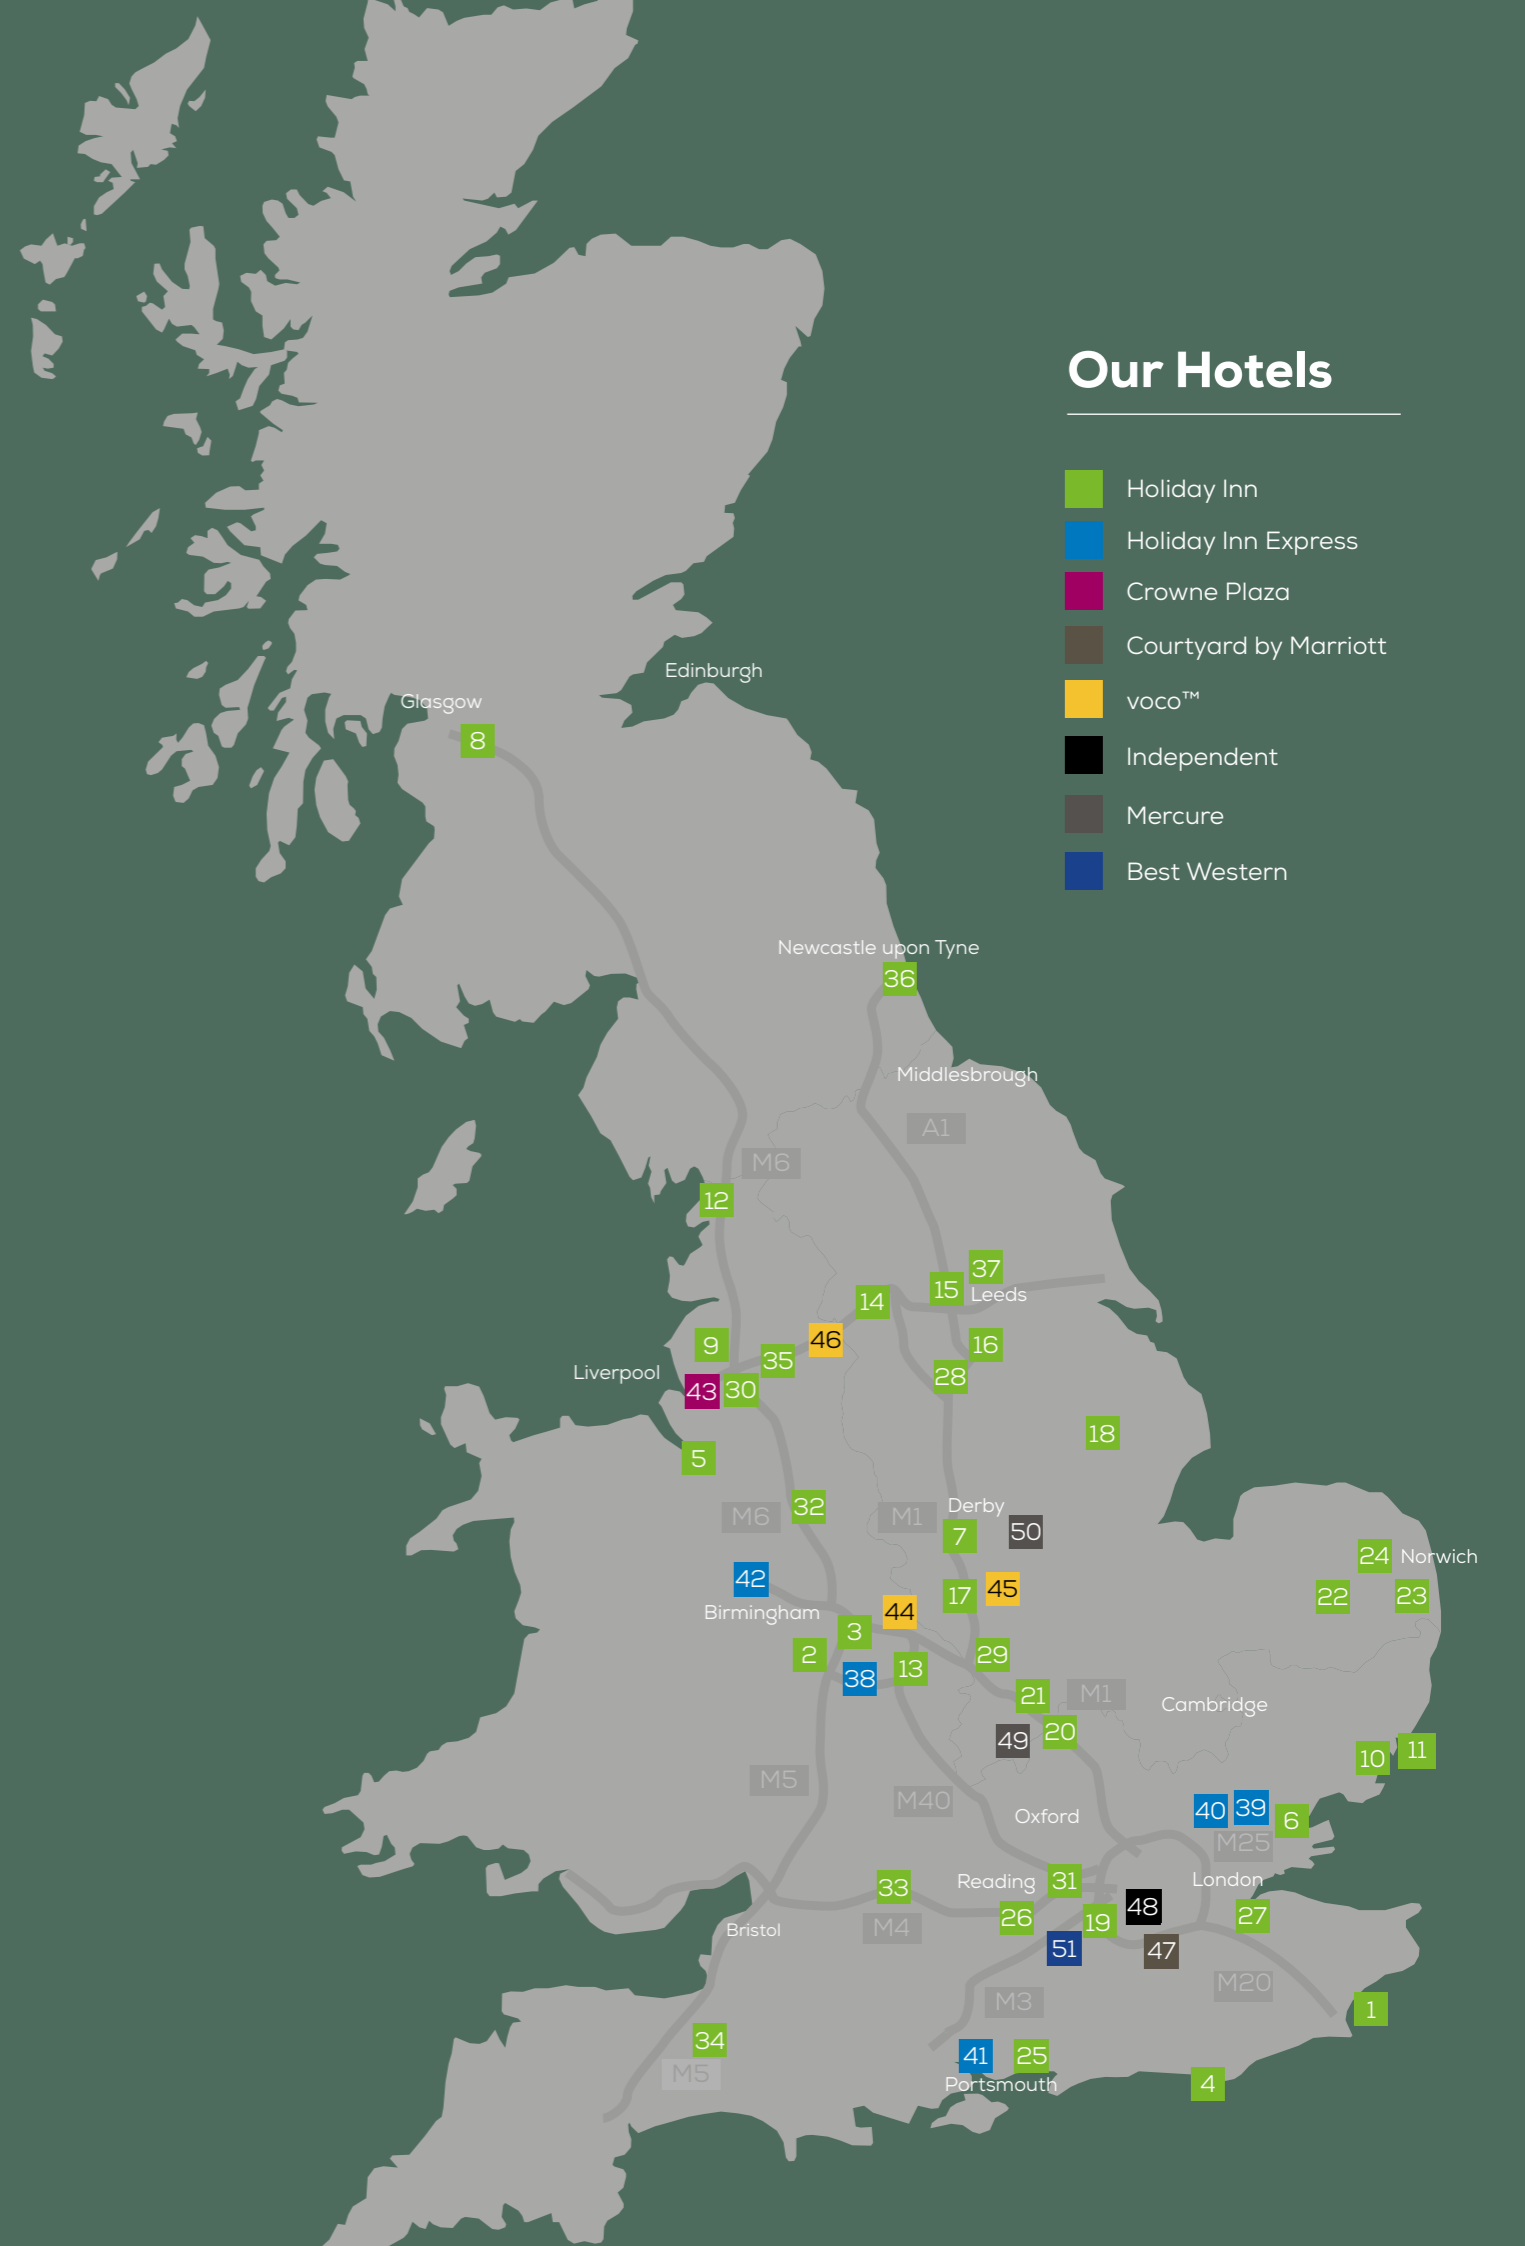 Our Hotels
Holiday Inn
Holiday Inn Express
Crowne Plaza
Courtyard by Marriott
voco™
Independent
Mercure
Best Western
Edinburgh
Glasgow
8
Newcastle upon Tyne
36
Middlesbrough
A1
M6
12
37
15
Leeds
14
46
9
16
35
Liverpool
28
43
30
18
5
Derby
32
M6
M1
7
50
24
Norwich
42
45
17
22
23
Birmingham
44
3
2
29
13
38
21
M1
Cambridge
49
20
10
11
M5
M40
Oxford
40
39
6
M25
Reading
31
London
33
48
26
19
27
Bristol
M4
51
47
M20
M3
1
34
41
25
M5
Portsmouth
4